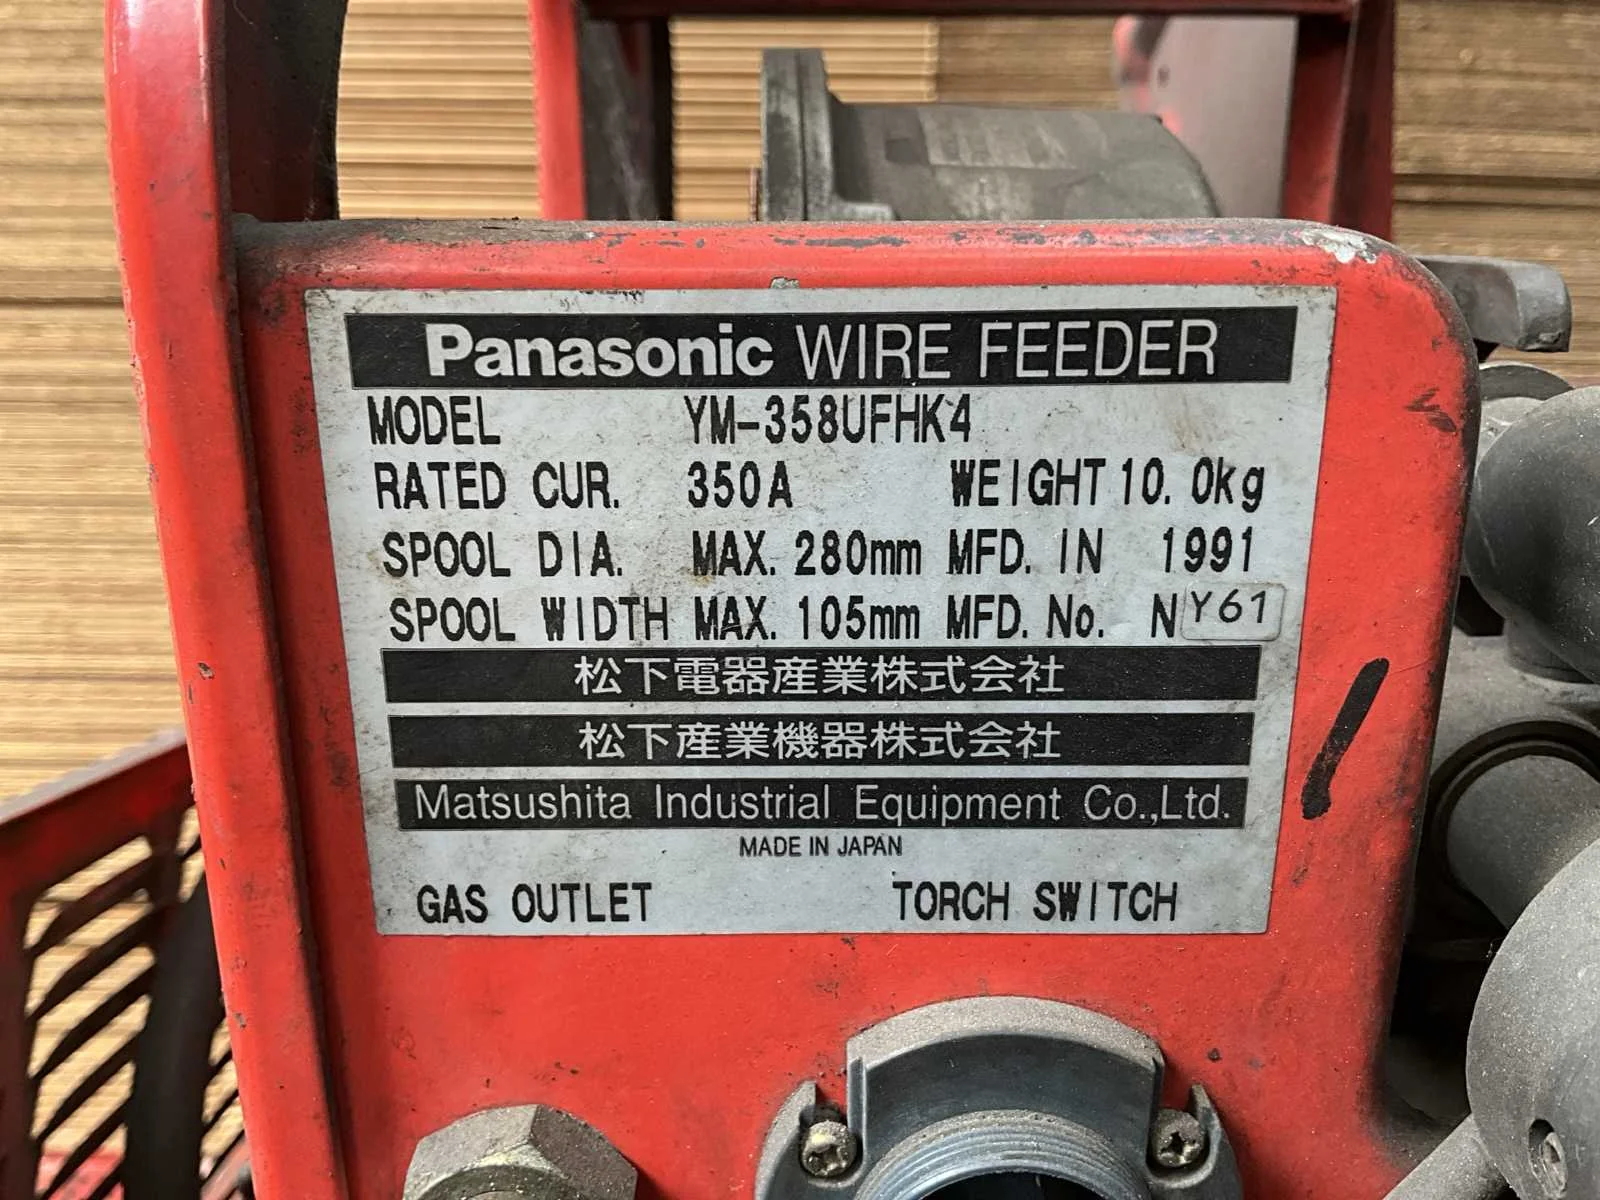 Panasonic WIRE FEEDER
MODEL YM-358UFHK4
RATED CUR. 350A WEIGHT 10.0kg
SPOOL DIA. MAX. 280mm MFD. IN 1991
SPOOL WIDTH MAX. 105mm MFD. No. NY61
松下電器産業株式会社
松下産業機器株式会社
Matsushita Industrial Equipment Co.,Ltd.
MADE IN JAPAN
GAS OUTLET TORCH SWITCH